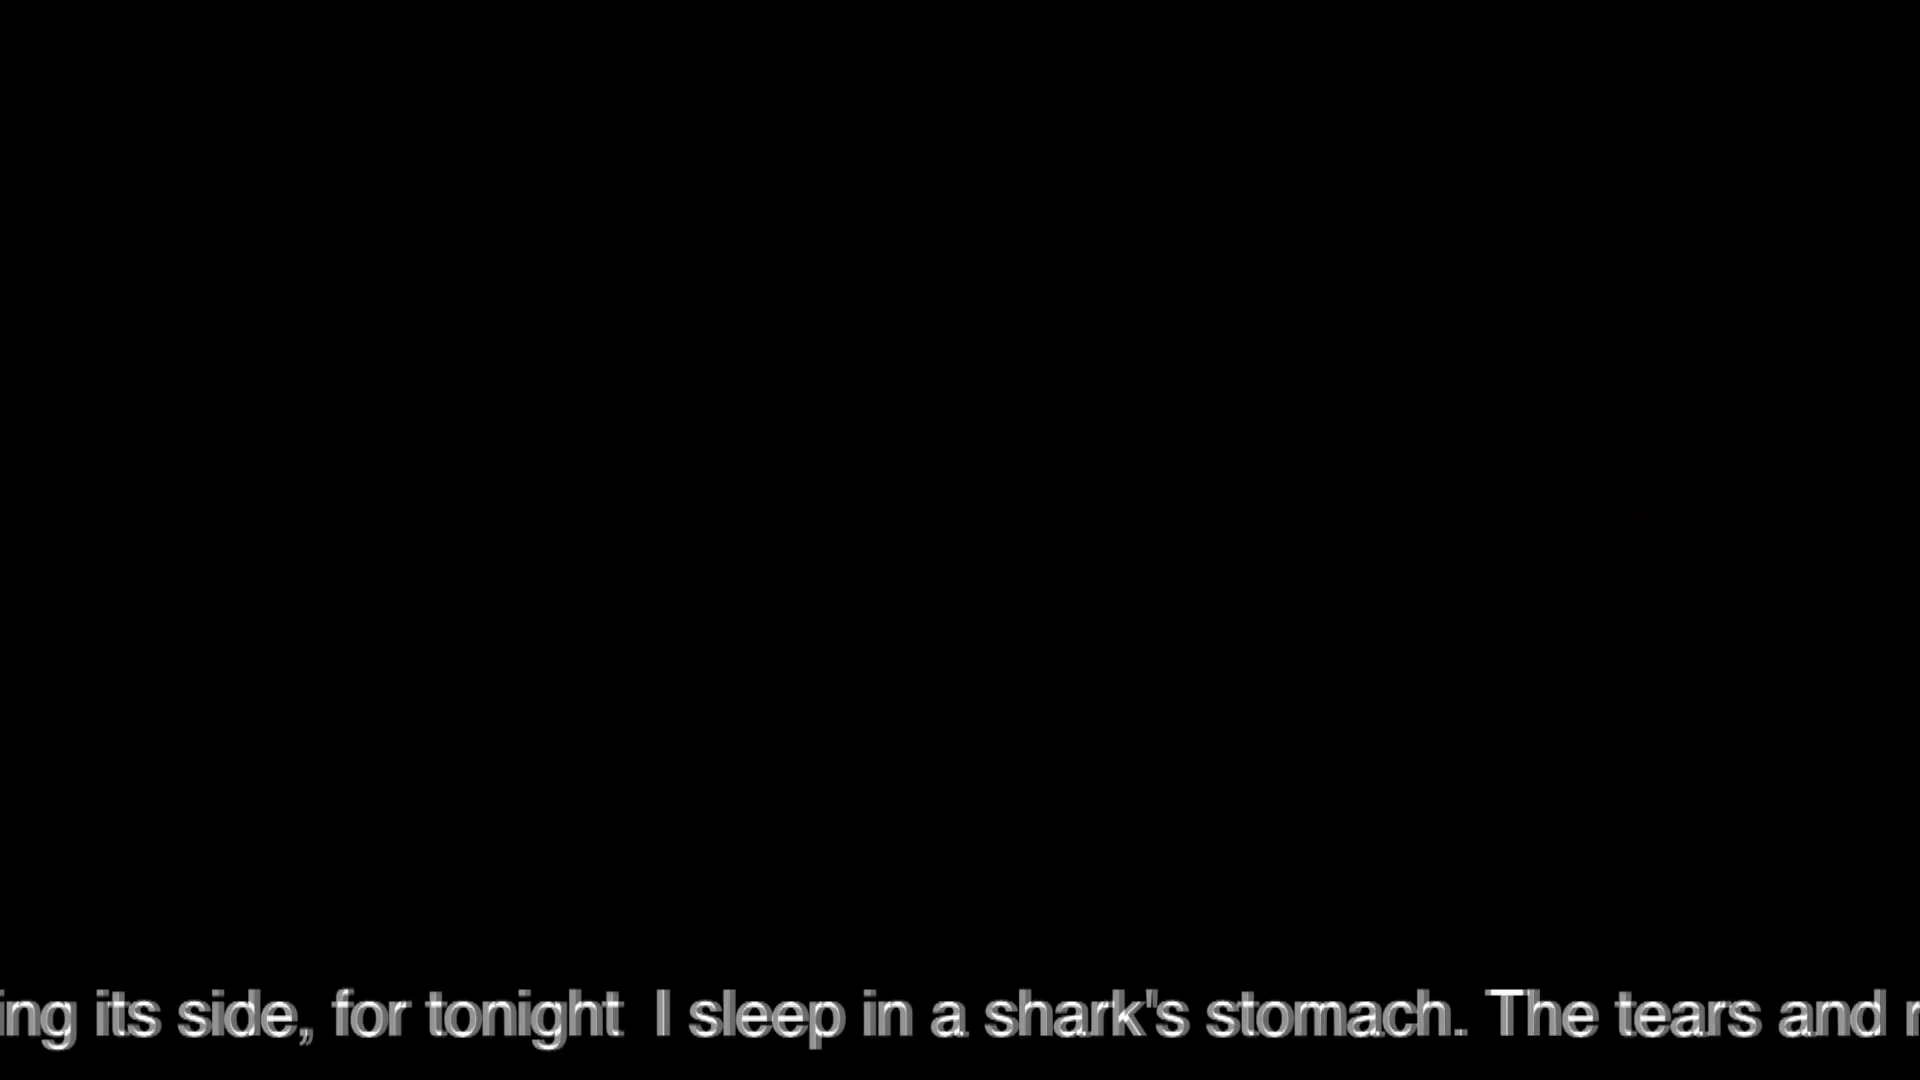 ing its side, for tonight I sleep in a shark's stomach. The tears and